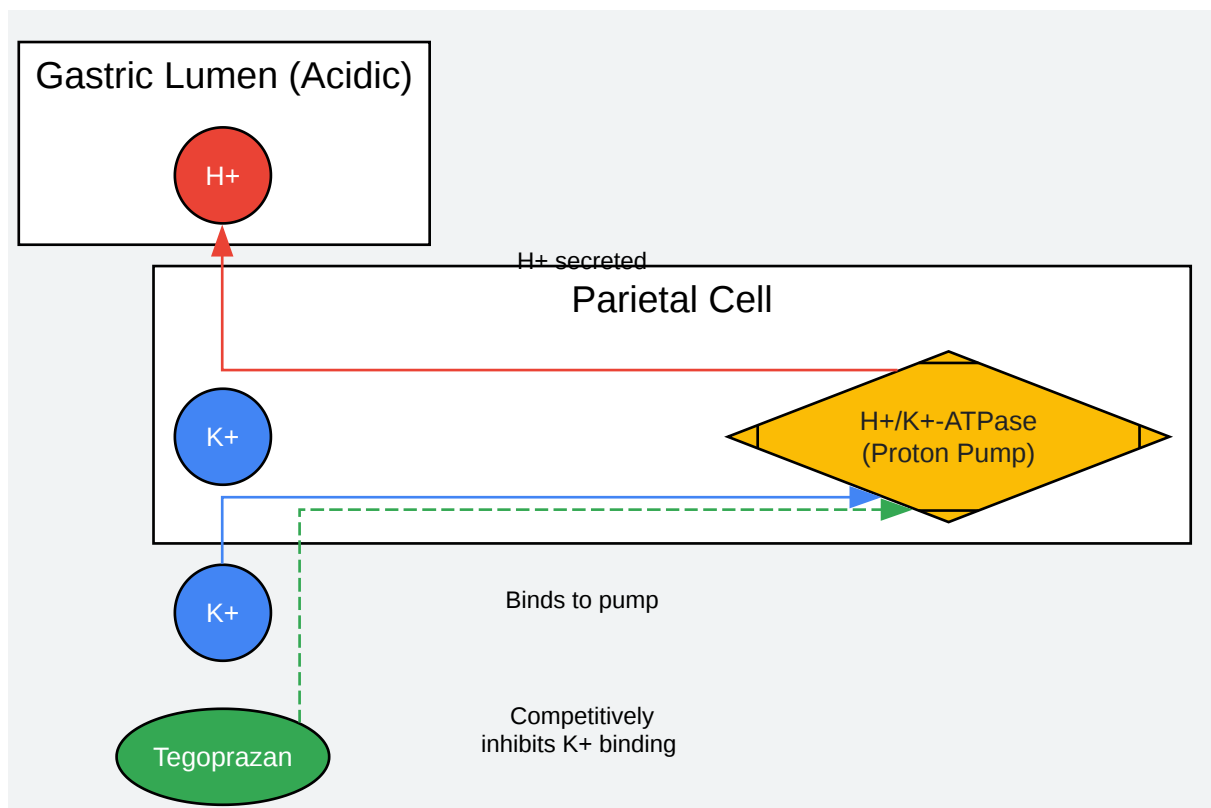 Gastric Lumen (Acidic)
H+
H+ secreted
Parietal Cell
K+
H+/K+-ATPase
(Proton Pump)
K+
Binds to pump
Competitively
inhibits K+ binding
Tegoprazan